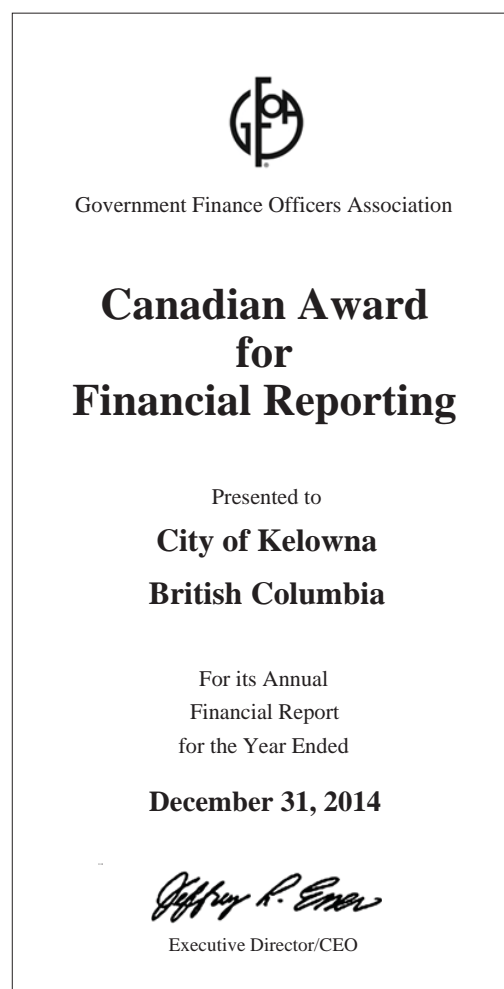 GFOA
Government Finance Officers Association
Canadian Award
for
Financial Reporting
Presented to
City of Kelowna
British Columbia
For its Annual
Financial Report
for the Year Ended
December 31, 2014
Executive Director/CEO